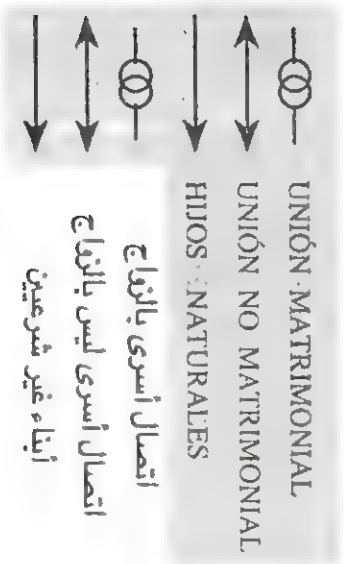 UNIÓN MATRIMONIAL
UNIÓN NO MATRIMONIAL
HIJOS NATURALES
اتصال أسرى بالزواج
اتصال أسرى ليس بالزواج
أبناء غير شرعيين